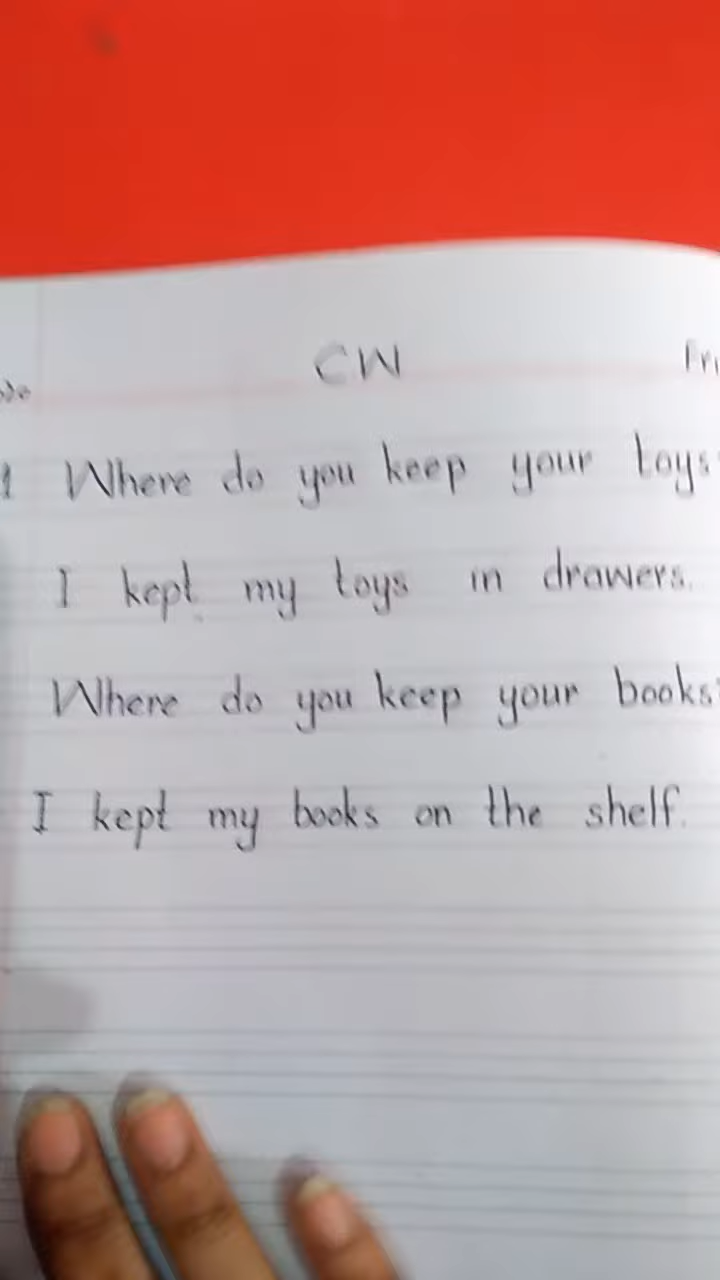 CW
1 Where do you keep your toys
I kept my toys in drawers.
Where do you keep your books?
I kept my books on the shelf.